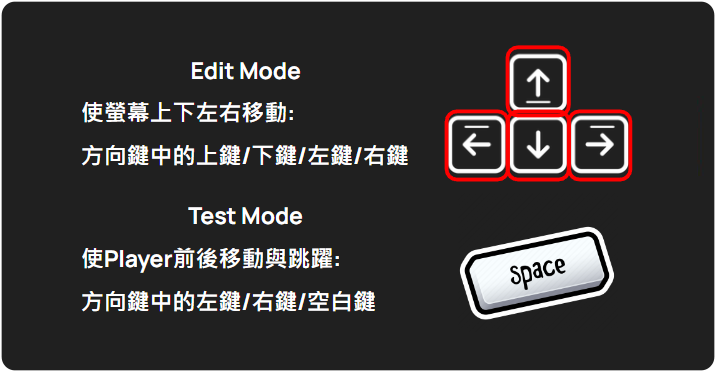 Edit Mode
使螢幕上下左右移動:
方向鍵中的上鍵/下鍵/左鍵/右鍵
Test Mode
使Player前後移動與跳躍:
方向鍵中的左鍵/右鍵/空白鍵
space